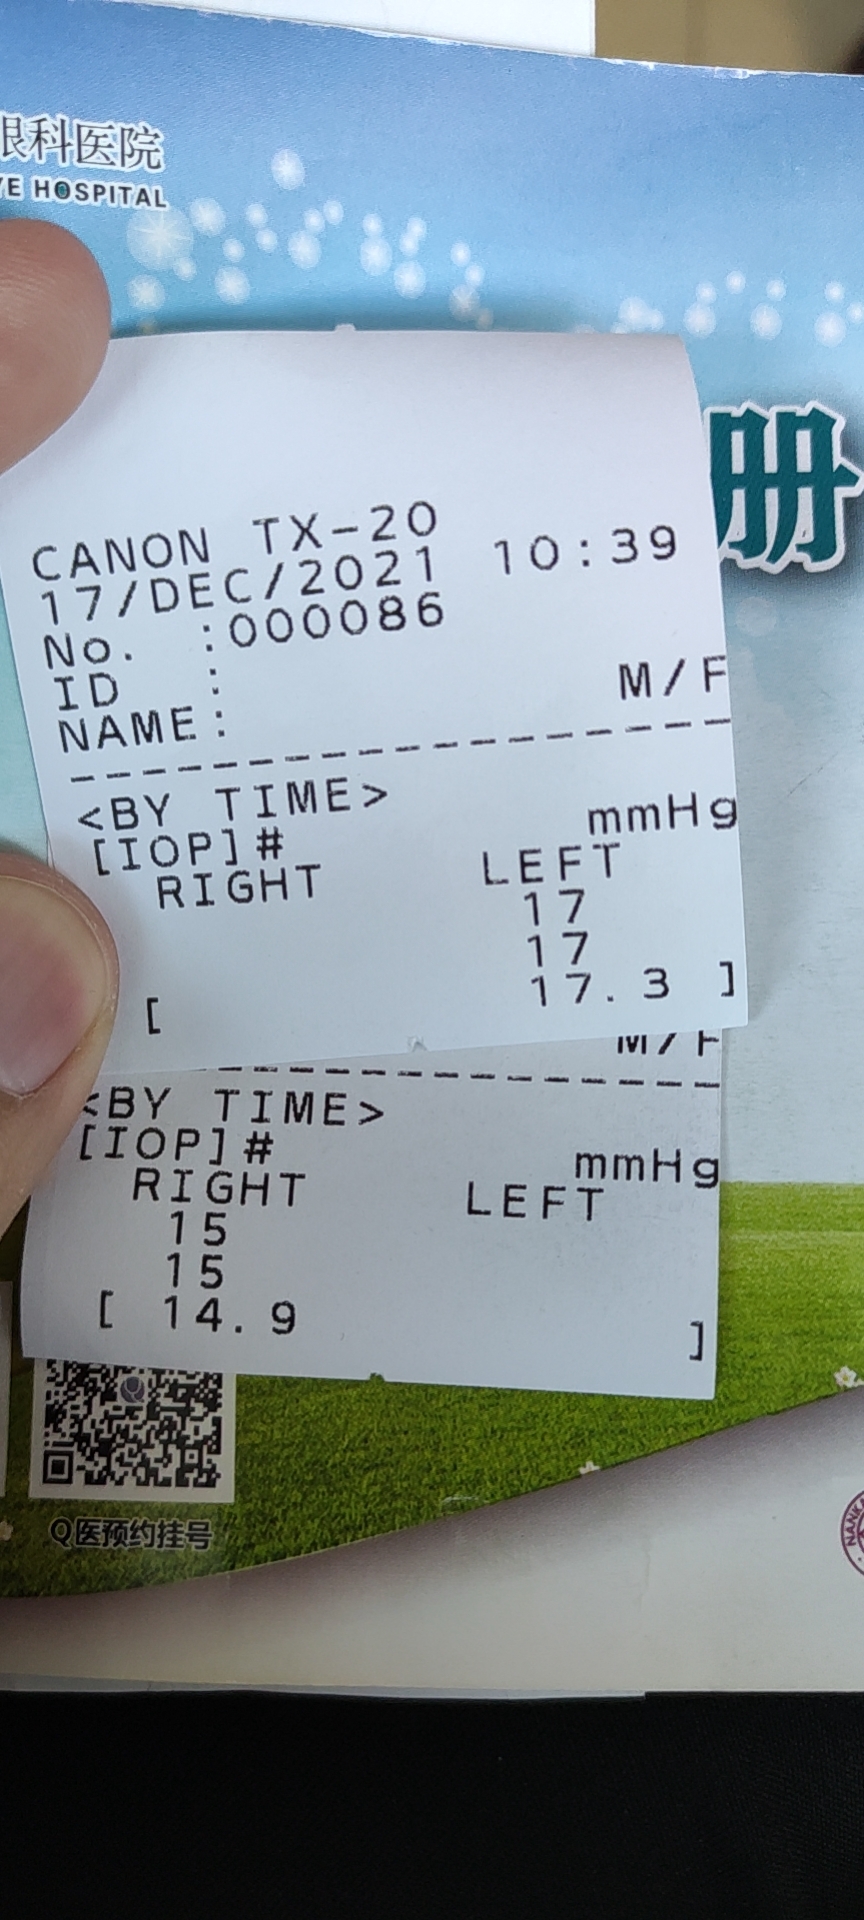 眼科医院
YE HOSPITAL
册
CANON TX-20
17/DEC/2021 10:39
No. :000086
ID :
NAME: M/F
<BY TIME>
[IOP]# mmHg
RIGHT LEFT
17
17
[ 17.3 ]
M/F
<BY TIME>
[IOP]# mmHg
RIGHT LEFT
15
15
[ 14.9 ]
Q医预约挂号
NANKA